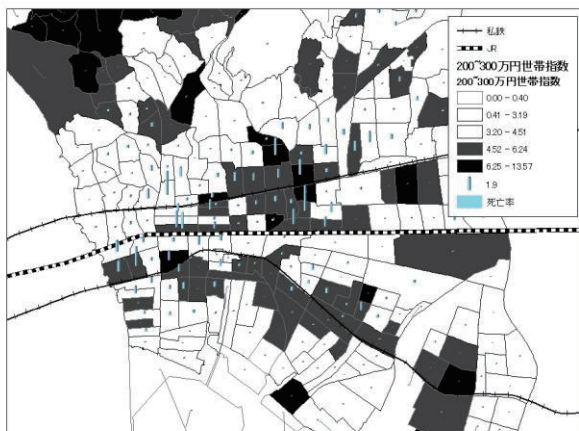 私鉄
JR
200~300万円世帯指数
200~300万円世帯指数
0.00 - 0.40
0.41 - 3.19
3.20 - 4.51
4.52 - 6.24
6.25 - 13.57
1.9
死亡率